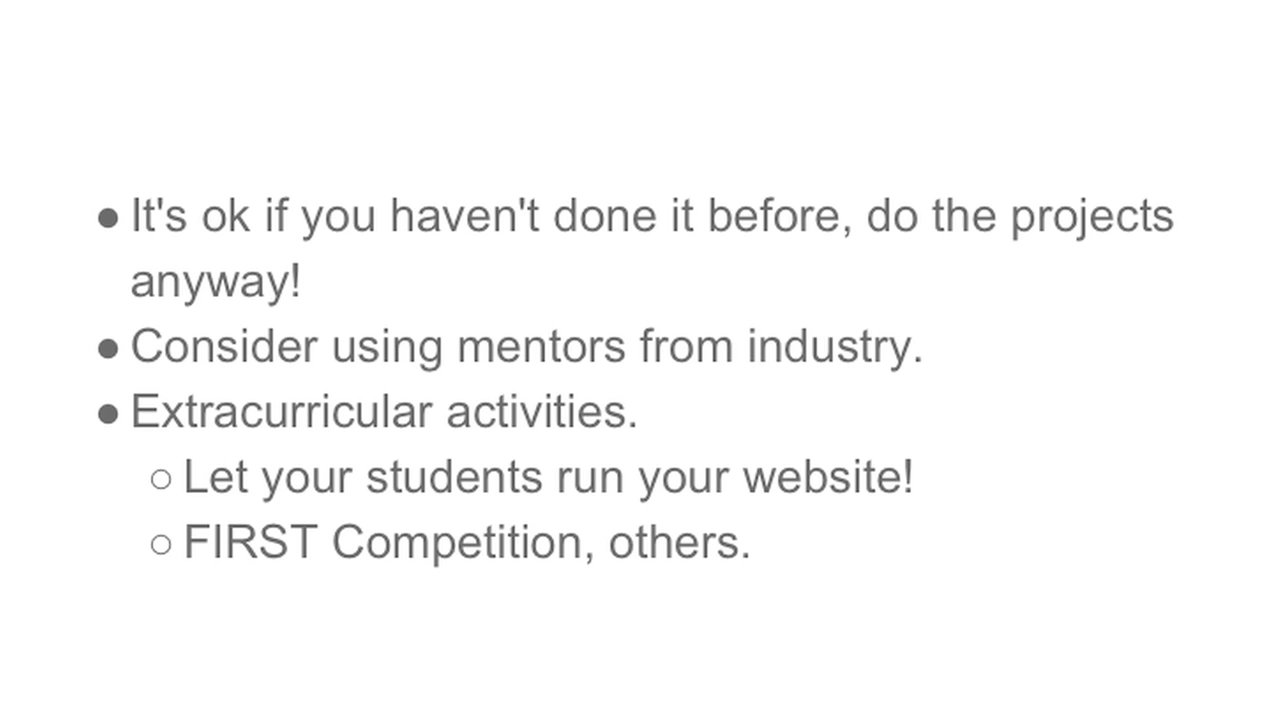 ● It's ok if you haven't done it before, do the projects
anyway!
● Consider using mentors from industry.
● Extracurricular activities.
○ Let your students run your website!
○ FIRST Competition, others.